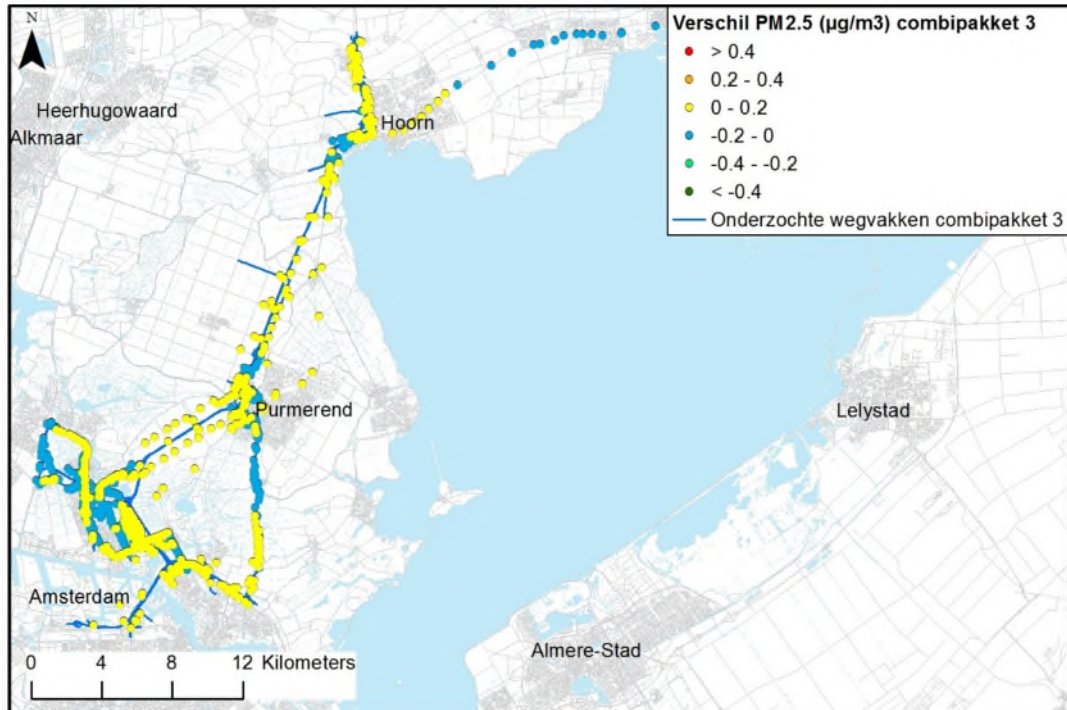 N
Verschil PM2.5 (µg/m3) combipakket 3
> 0.4
0.2 - 0.4
0 - 0.2
-0.2 - 0
-0.4 - -0.2
< -0.4
Onderzochte wegvakken combipakket 3
Heerhugowaard
Alkmaar
Hoorn
Purmerend
Lelystad
Amsterdam
Almere-Stad
0 4 8 12 Kilometers